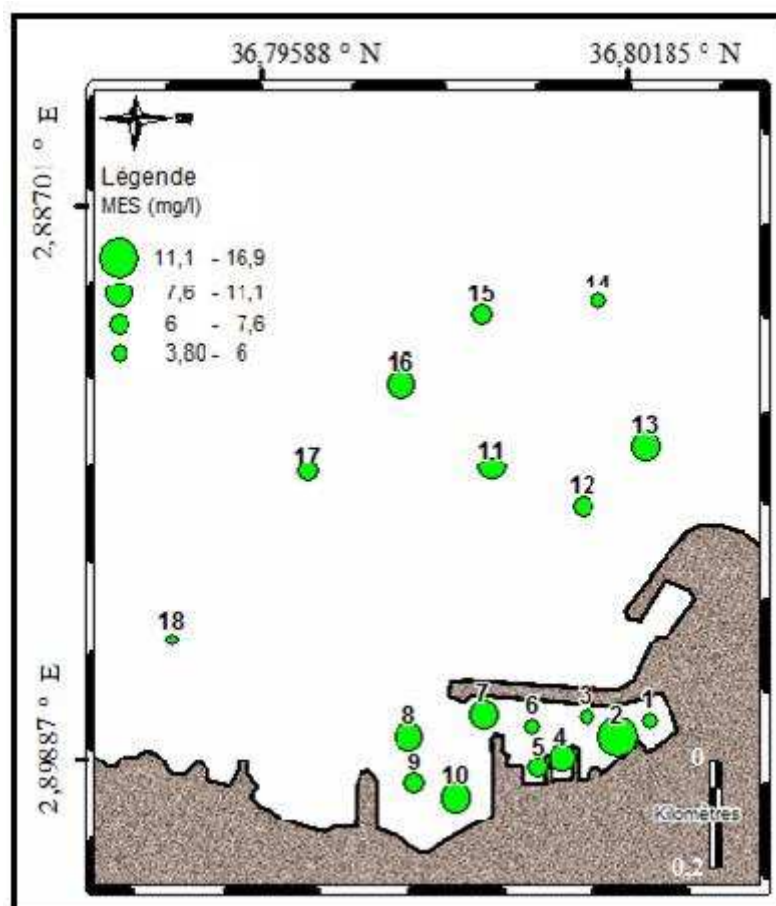 36,79588 ° N
36,80185 ° N
2,88701 ° E
Légende
MES (mg/l)
11,1 - 16,9
7,6 - 11,1
6 - 7,6
3,80 - 6
14
15
16
13
17
11
12
18
7
3
1
6
2
8
4
5
9
10
2,89887 ° E
0
Kilomètres
0,2